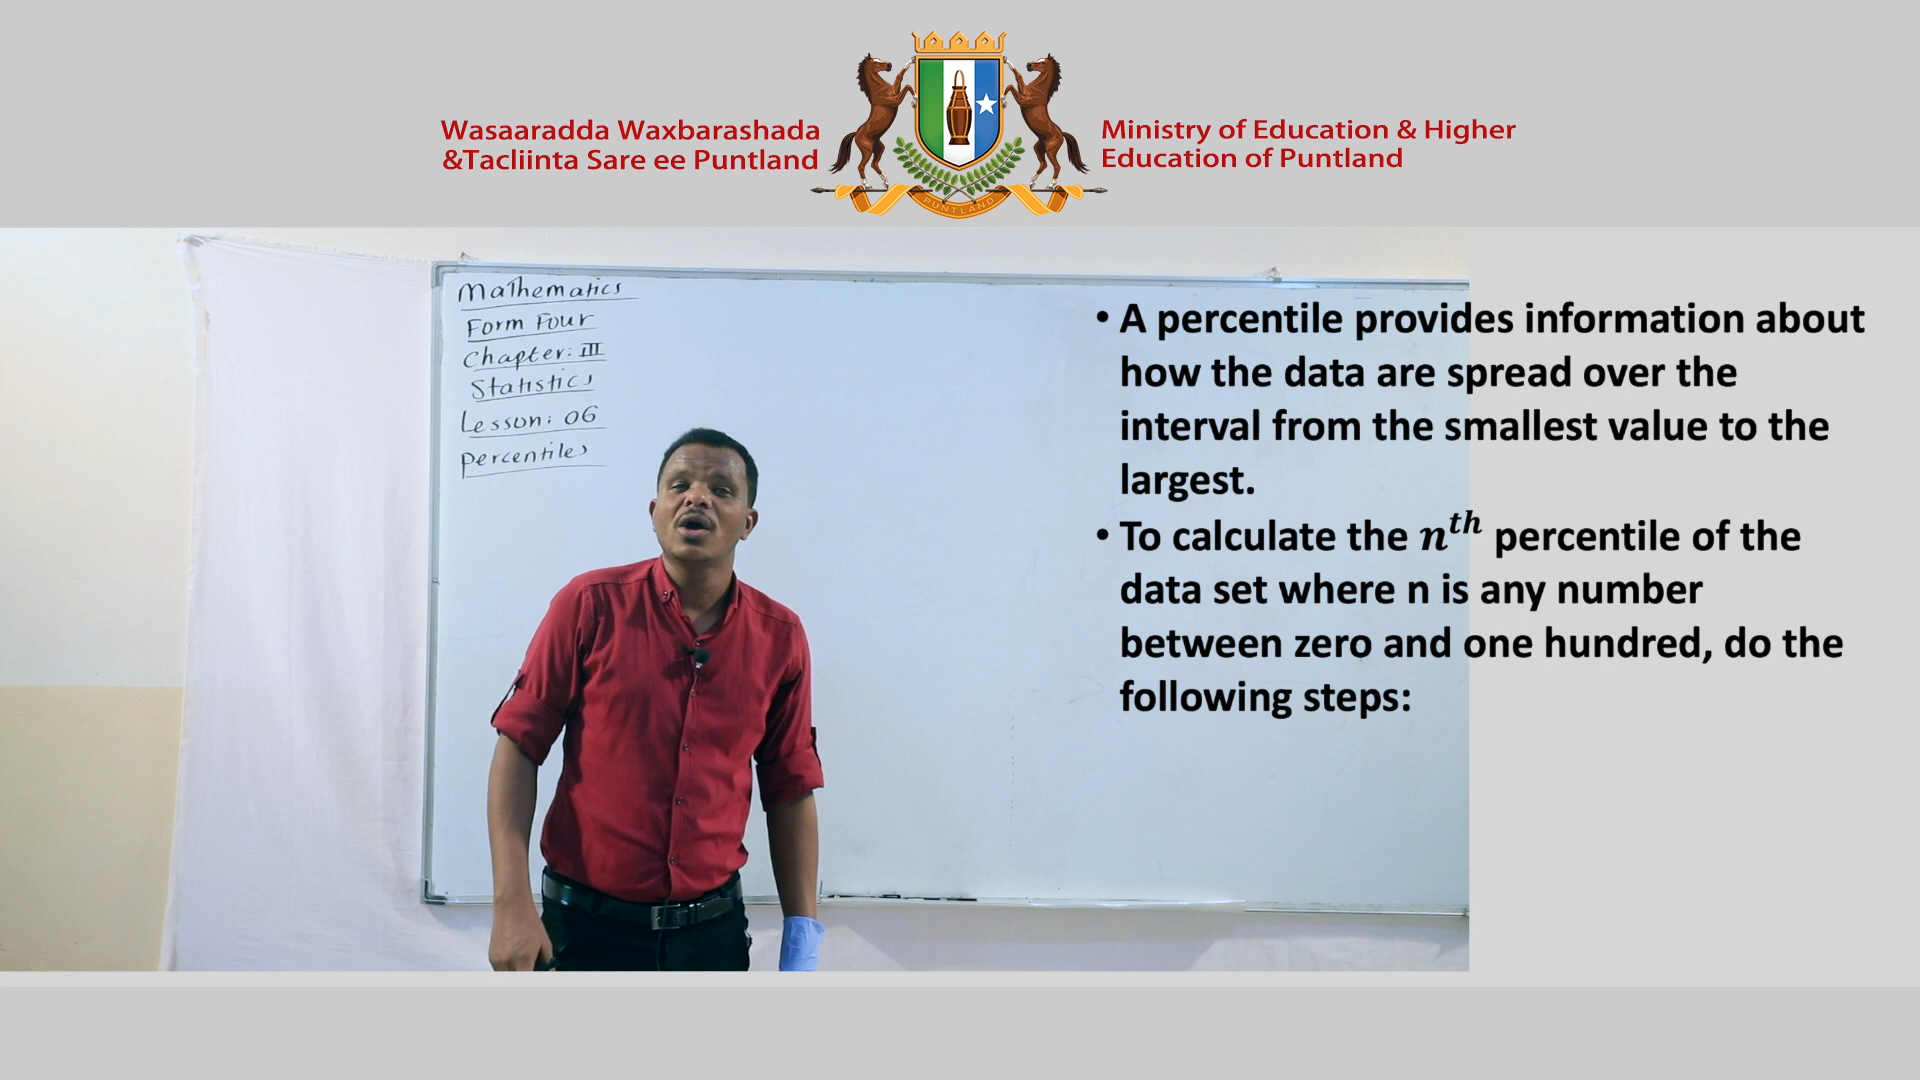 Wasaaradda Waxbarashada
&Tacliinta Sare ee Puntland
PUNTLAND
Ministry of Education & Higher
Education of Puntland
Mathematics
Form Four
Chapter: III
Statistics
Lesson: 06
percentiles
• A percentile provides information about
how the data are spread over the
interval from the smallest value to the
largest.
• To calculate the n^th percentile of the
data set where n is any number
between zero and one hundred, do the
following steps: